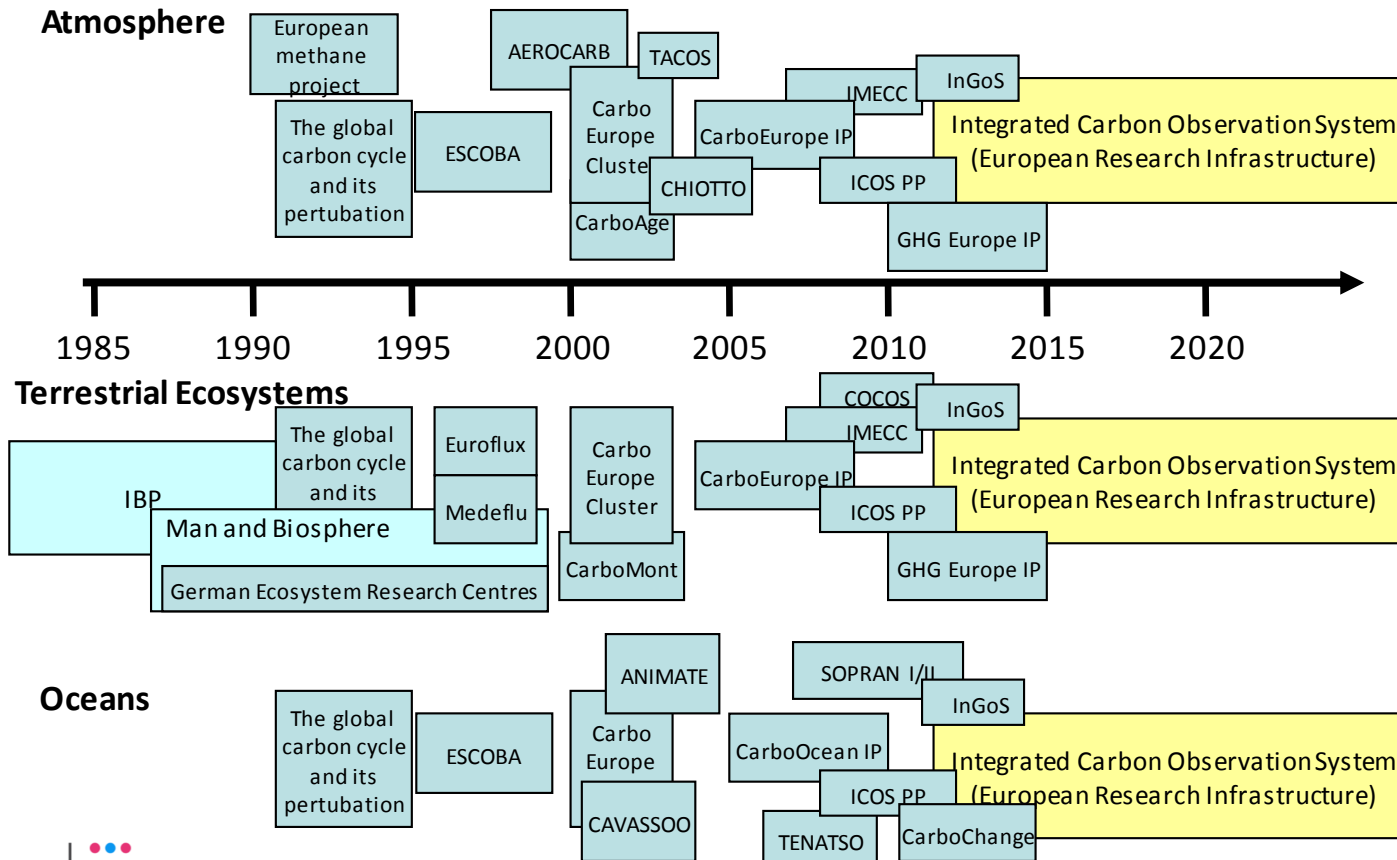 Atmosphere
European
methane
project
AEROCARB
TACOS
InGoS
IMECC
The global
carbon cycle
and its
pertubation
ESCOBA
Carbo
Europe
Cluster
CarboEurope IP
Integrated Carbon Observation System
(European Research Infrastructure)
CHIOTTO
ICOS PP
CarboAge
GHG Europe IP
1985
1990
1995
2000
2005
2010
2015
2020
Terrestrial Ecosystems
COCOS
InGoS
The global
carbon cycle
and its
Euroflux
Carbo
Europe
Cluster
IMECC
CarboEurope IP
Integrated Carbon Observation System
(European Research Infrastructure)
IBP
Medeflu
ICOS PP
Man and Biosphere
CarboMont
GHG Europe IP
German Ecosystem Research Centres
Oceans
ANIMATE
SOPRAN I/II
InGoS
The global
carbon cycle
and its
pertubation
ESCOBA
Carbo
Europe
CarboOcean IP
Integrated Carbon Observation System
(European Research Infrastructure)
ICOS PP
CAVASSOO
TENATSO
CarboChange